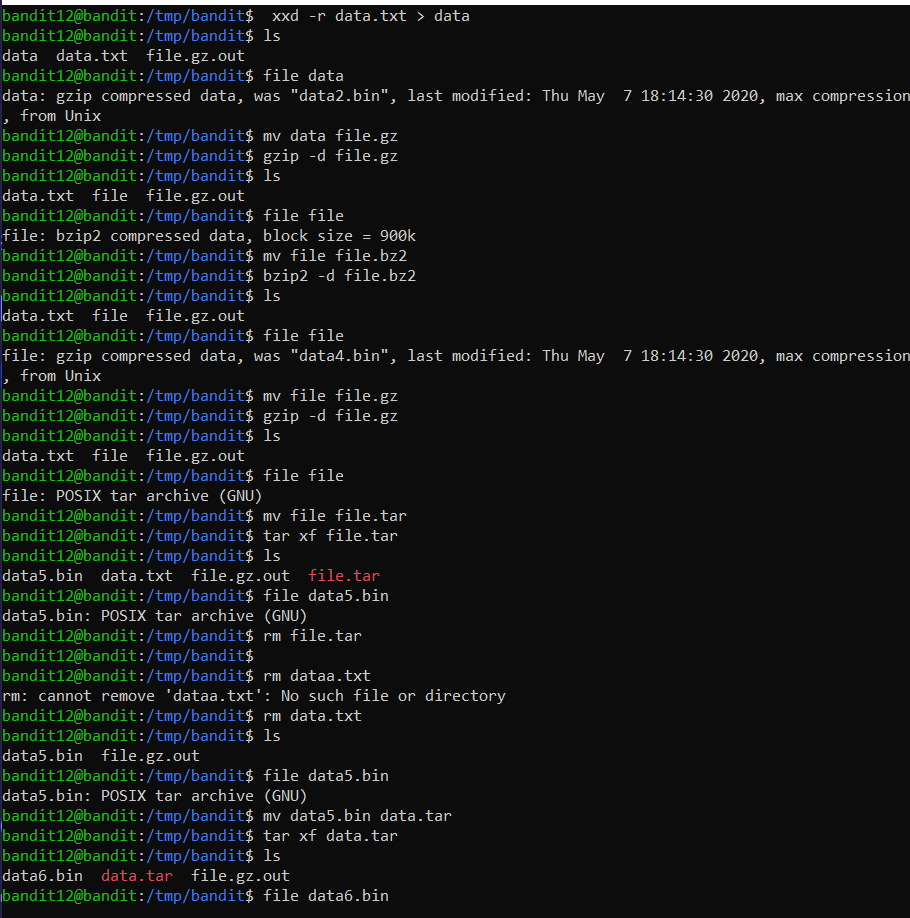 bandit12@bandit:/tmp/bandit$  xxd -r data.txt > data
bandit12@bandit:/tmp/bandit$ ls
data  data.txt  file.gz.out
bandit12@bandit:/tmp/bandit$ file data
data: gzip compressed data, was "data2.bin", last modified: Thu May  7 18:14:30 2020, max compression
, from Unix
bandit12@bandit:/tmp/bandit$ mv data file.gz
bandit12@bandit:/tmp/bandit$ gzip -d file.gz
bandit12@bandit:/tmp/bandit$ ls
data.txt  file  file.gz.out
bandit12@bandit:/tmp/bandit$ file file
file: bzip2 compressed data, block size = 900k
bandit12@bandit:/tmp/bandit$ mv file file.bz2
bandit12@bandit:/tmp/bandit$ bzip2 -d file.bz2
bandit12@bandit:/tmp/bandit$ ls
data.txt  file  file.gz.out
bandit12@bandit:/tmp/bandit$ file file
file: gzip compressed data, was "data4.bin", last modified: Thu May  7 18:14:30 2020, max compression
, from Unix
bandit12@bandit:/tmp/bandit$ mv file file.gz
bandit12@bandit:/tmp/bandit$ gzip -d file.gz
bandit12@bandit:/tmp/bandit$ ls
data.txt  file  file.gz.out
bandit12@bandit:/tmp/bandit$ file file
file: POSIX tar archive (GNU)
bandit12@bandit:/tmp/bandit$ mv file file.tar
bandit12@bandit:/tmp/bandit$ tar xf file.tar
bandit12@bandit:/tmp/bandit$ ls
data5.bin  data.txt  file.gz.out  file.tar
bandit12@bandit:/tmp/bandit$ file data5.bin
data5.bin: POSIX tar archive (GNU)
bandit12@bandit:/tmp/bandit$ rm file.tar
bandit12@bandit:/tmp/bandit$
bandit12@bandit:/tmp/bandit$ rm dataa.txt
rm: cannot remove 'dataa.txt': No such file or directory
bandit12@bandit:/tmp/bandit$ rm data.txt
bandit12@bandit:/tmp/bandit$ ls
data5.bin  file.gz.out
bandit12@bandit:/tmp/bandit$ file data5.bin
data5.bin: POSIX tar archive (GNU)
bandit12@bandit:/tmp/bandit$ mv data5.bin data.tar
bandit12@bandit:/tmp/bandit$ tar xf data.tar
bandit12@bandit:/tmp/bandit$ ls
data6.bin  data.tar  file.gz.out
bandit12@bandit:/tmp/bandit$ file data6.bin